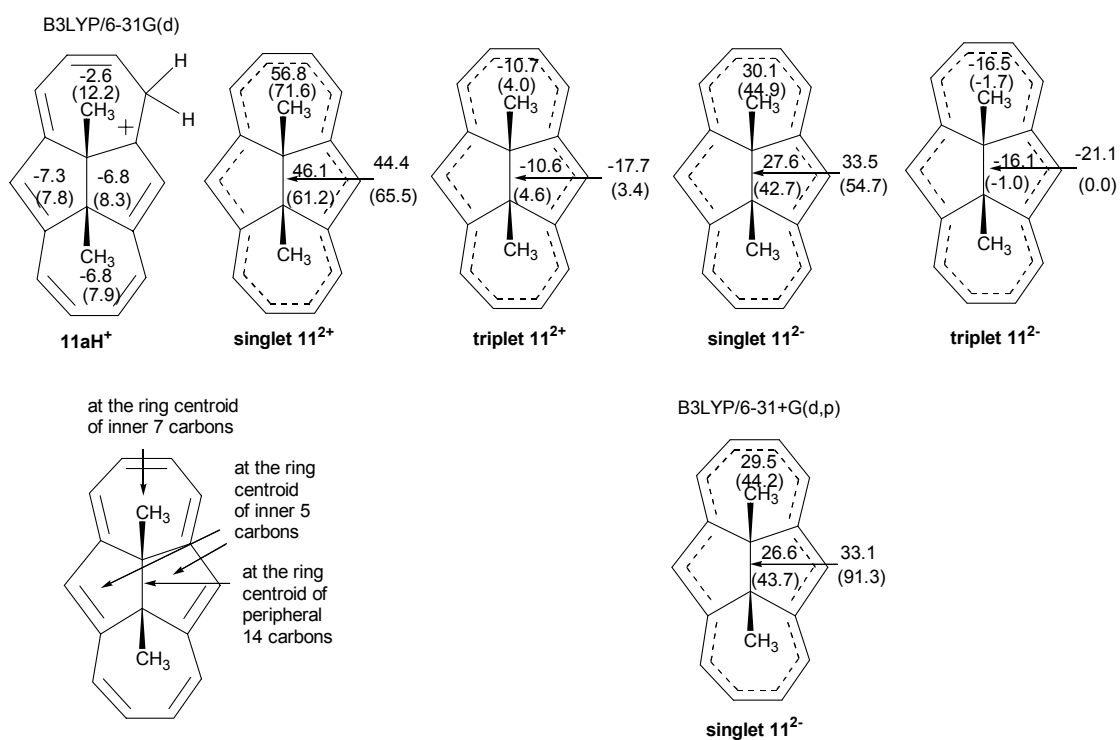 B3LYP/6-31G(d)
-2.6
(12.2)
CH3
H
H
+
-7.3
(7.8)
-6.8
(8.3)
CH3
-6.8
(7.9)
11aH+
56.8
(71.6)
CH3
46.1
(61.2)
44.4
(65.5)
CH3
singlet 11²⁺
-10.7
(4.0)
CH3
-10.6
(4.6)
-17.7
(3.4)
CH3
triplet 11²⁺
30.1
(44.9)
CH3
27.6
(42.7)
33.5
(54.7)
CH3
singlet 11²⁻
-16.5
(-1.7)
CH3
-16.1
(-1.0)
-21.1
(0.0)
CH3
triplet 11²⁻
at the ring centroid
of inner 7 carbons
CH3
at the ring
centroid
of inner 5
carbons
at the ring
centroid of
peripheral
14 carbons
CH3
B3LYP/6-31+G(d,p)
29.5
(44.2)
CH3
26.6
(43.7)
33.1
(91.3)
CH3
singlet 11²⁻